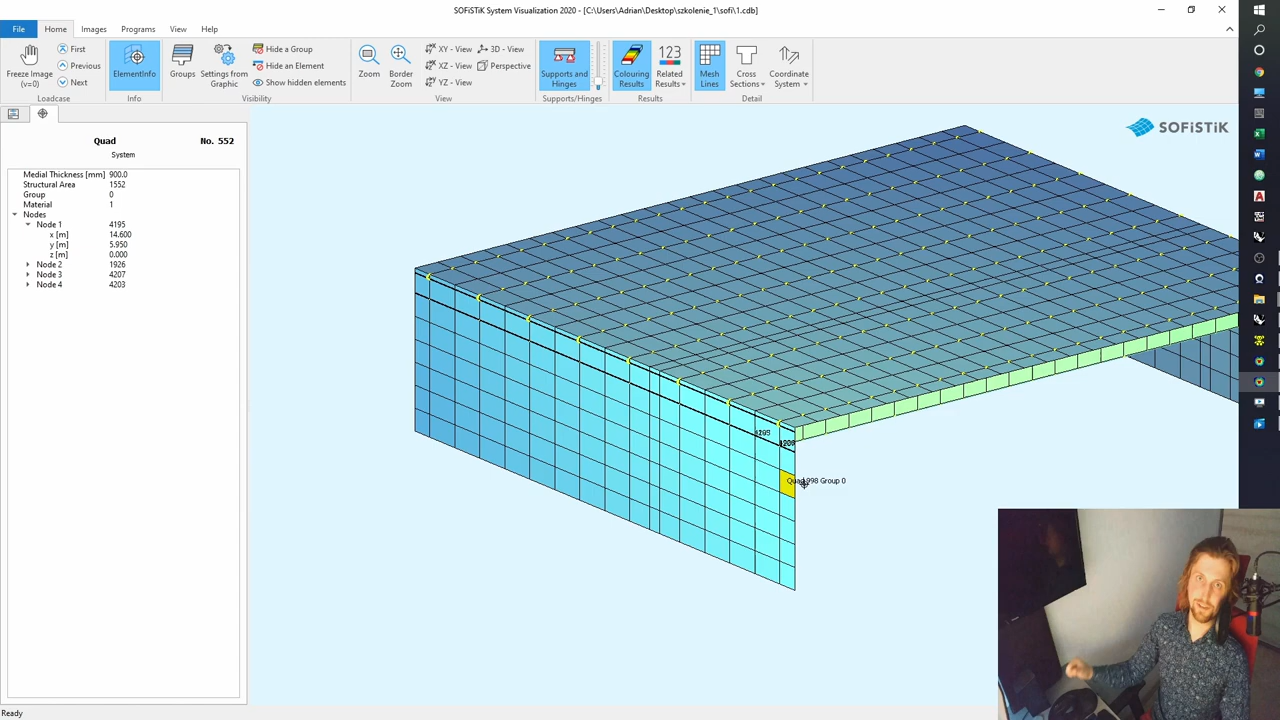 SOFiSTiK System Visualization 2020 - [C:\Users\Adrian\Desktop\szkolenie_1\sofi\1.cdb]
File Home Images Programs View Help
Freeze Image (v=0)
First
Previous
Next
Loadcase
ElementInfo
Info
Groups
Settings from Graphic
Hide a Group
Hide an Element
Show hidden elements
Visibility
Zoom
Border Zoom
XY - View
XZ - View
YZ - View
3D - View
Perspective
View
Supports and Hinges
Supports/Hinges
Colouring Results
123
Related Results
Results
Mesh Lines
Cross Sections
Coordinate System
Detail
Quad No. 552
System
Medial Thickness [mm] 900.0
Structural Area 1552
Group 0
Material 1
Nodes
Node 1 4195
x [m] 14.600
y [m] 5.950
z [m] 0.000
Node 2 1926
Node 3 4207
Node 4 4203
SOFiSTiK
Group 0
Ready